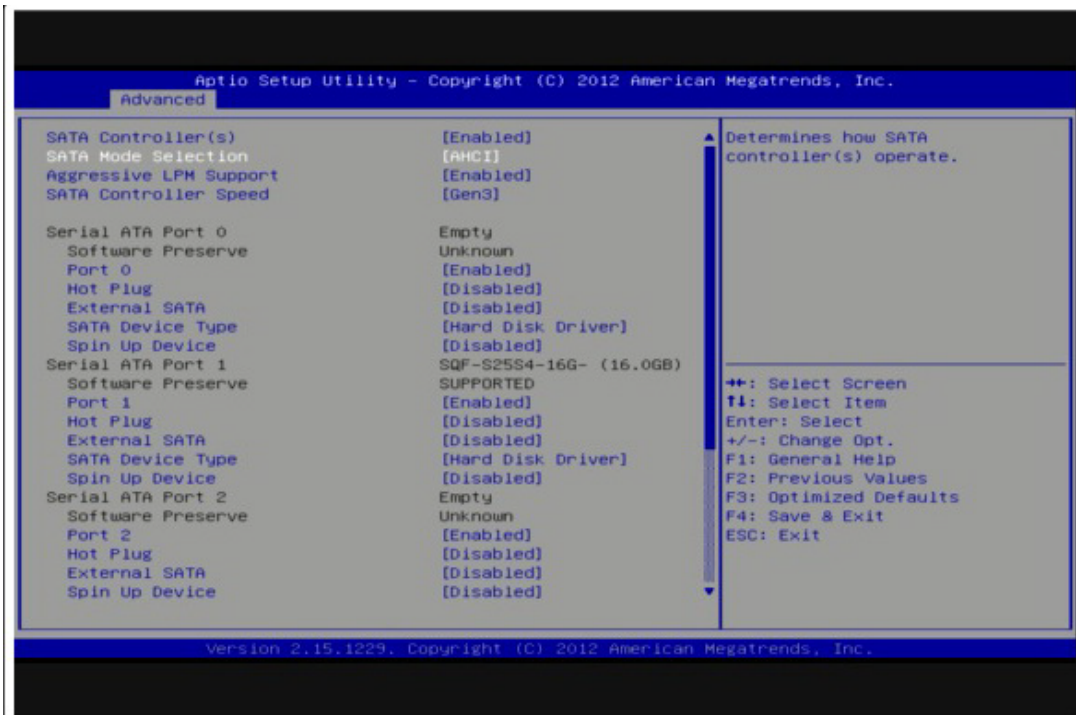 Aptio Setup Utility – Copyright (C) 2012 American Megatrends, Inc.
Advanced
SATA Controller(s) [Enabled]
SATA Mode Selection [AHCI]
Aggressive LPM Support [Enabled]
SATA Controller Speed [Gen3]
Serial ATA Port 0 Empty
Software Preserve Unknown
Port 0 [Enabled]
Hot Plug [Disabled]
External SATA [Disabled]
SATA Device Type [Hard Disk Driver]
Spin Up Device [Disabled]
Serial ATA Port 1 SQF-S25S4-16G- (16.0GB)
Software Preserve SUPPORTED
Port 1 [Enabled]
Hot Plug [Disabled]
External SATA [Disabled]
SATA Device Type [Hard Disk Driver]
Spin Up Device [Disabled]
Serial ATA Port 2 Empty
Software Preserve Unknown
Port 2 [Enabled]
Hot Plug [Disabled]
External SATA [Disabled]
Spin Up Device [Disabled]
Determines how SATA
controller(s) operate.
→←: Select Screen
↑↓: Select Item
Enter: Select
+/-: Change Opt.
F1: General Help
F2: Previous Values
F3: Optimized Defaults
F4: Save & Exit
ESC: Exit
Version 2.15.1229. Copyright (C) 2012 American Megatrends, Inc.